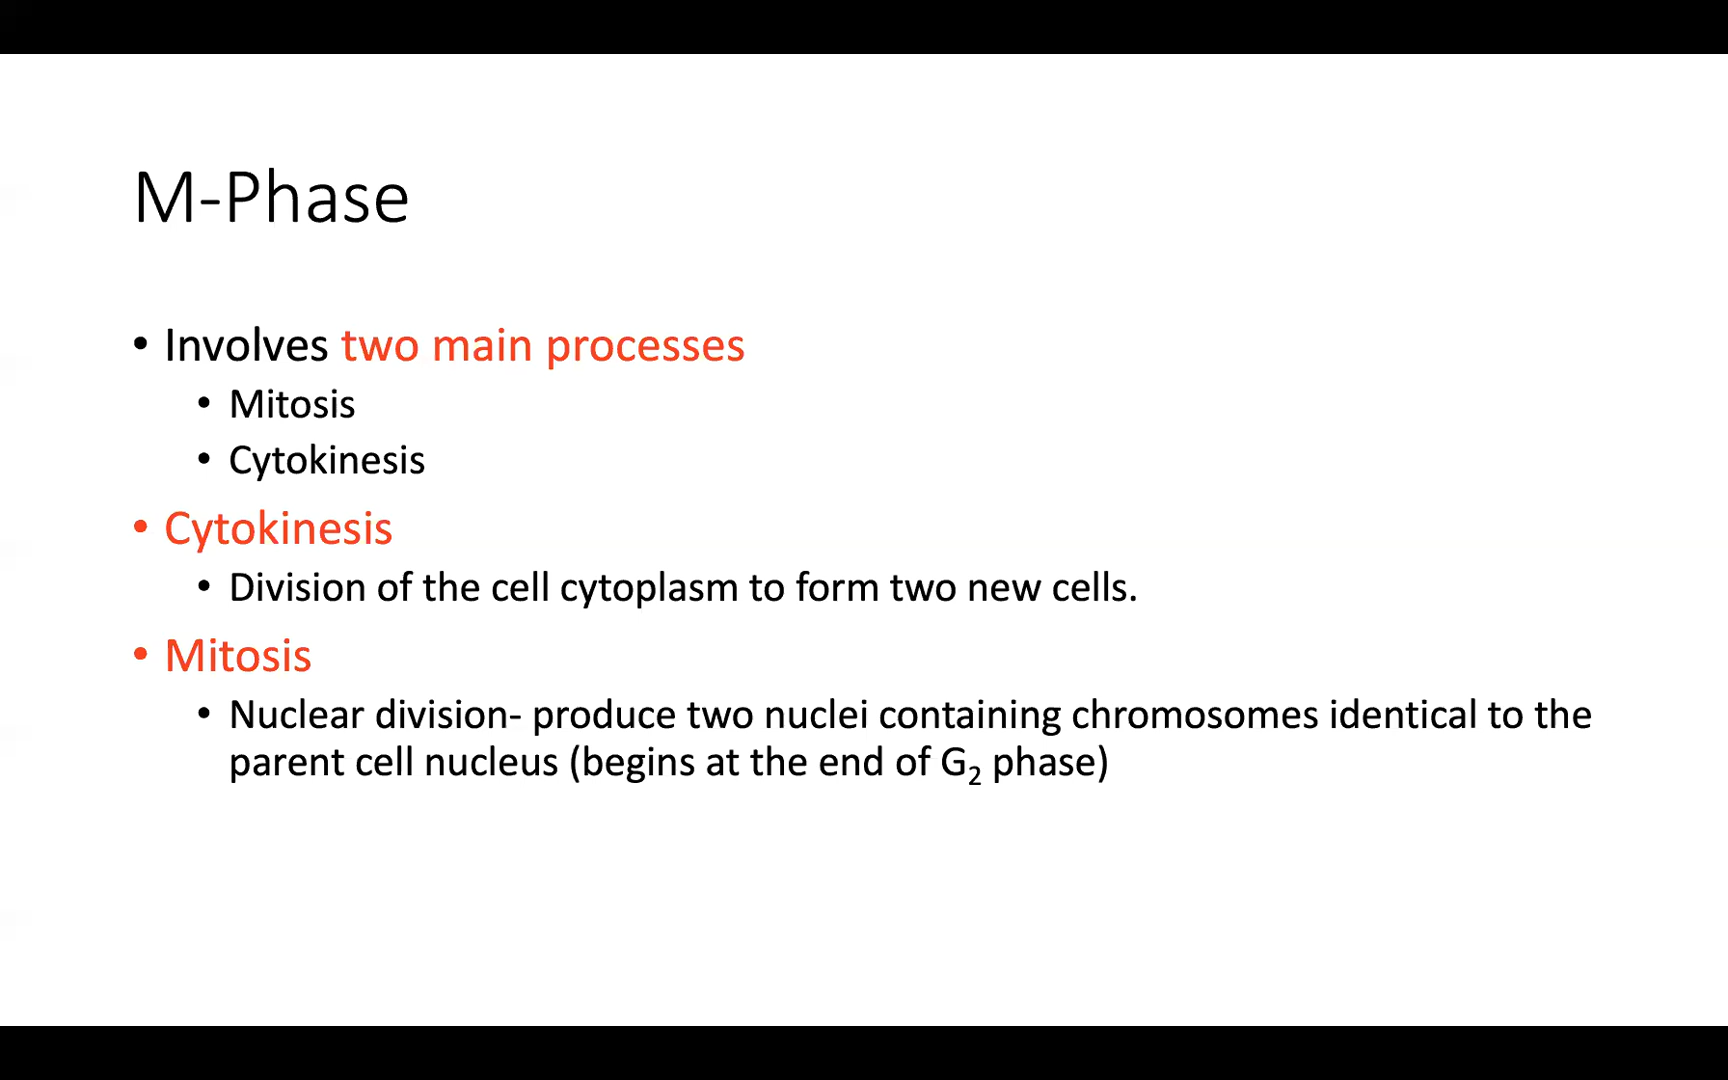 M-Phase
• Involves two main processes
• Mitosis
• Cytokinesis
• Cytokinesis
• Division of the cell cytoplasm to form two new cells.
• Mitosis
• Nuclear division- produce two nuclei containing chromosomes identical to the
parent cell nucleus (begins at the end of G₂ phase)